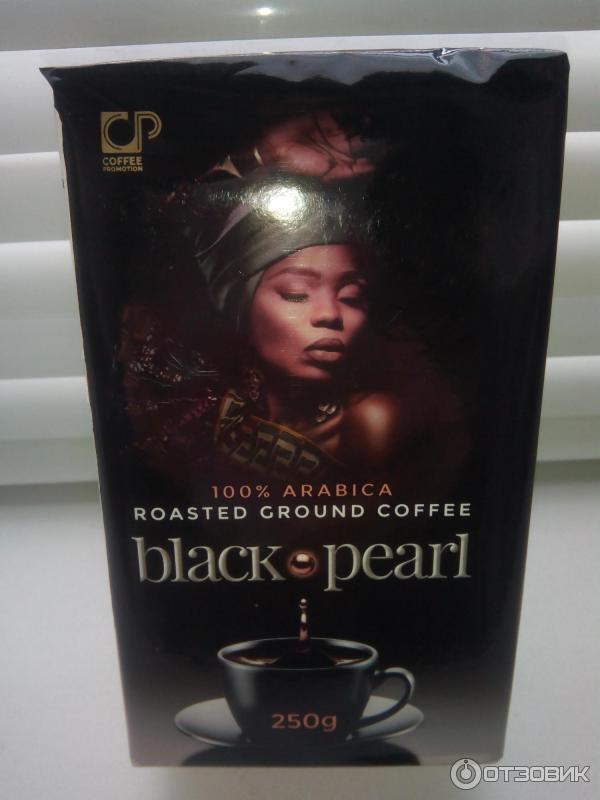 CP
COFFEE
PROMOTION
100% ARABICA
ROASTED GROUND COFFEE
black pearl
250g
ОТЗОВИК